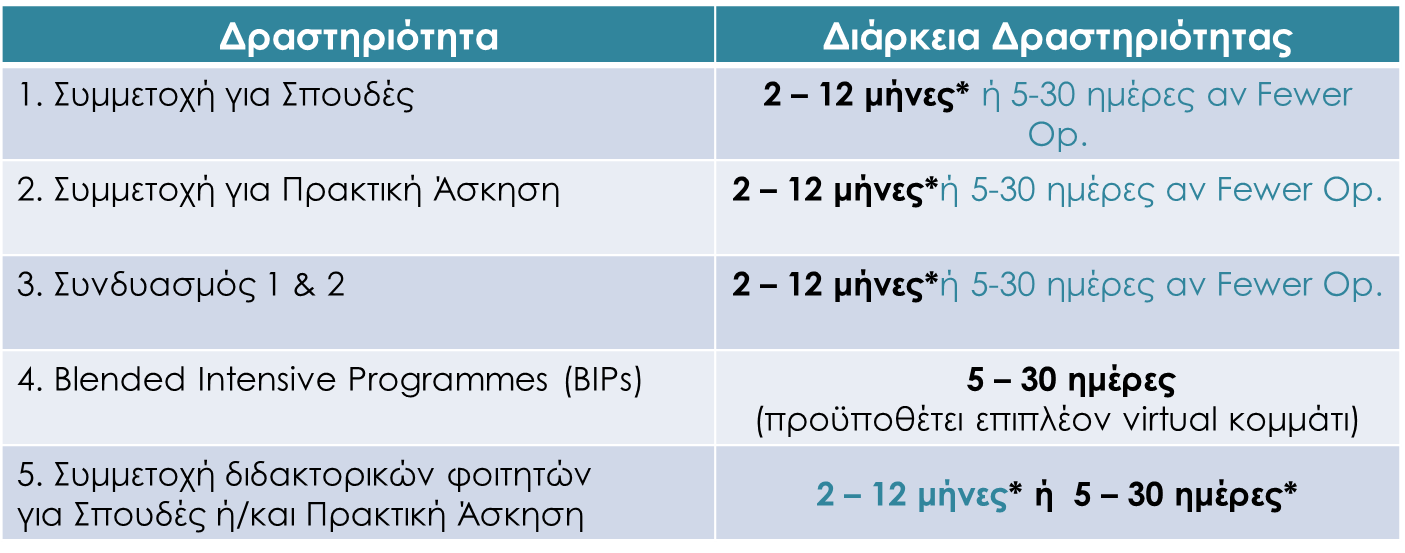 Δραστηριότητα
Διάρκεια Δραστηριότητας
1. Συμμετοχή για Σπουδές
2 – 12 μήνες* ή 5-30 ημέρες αν Fewer
Op.
2. Συμμετοχή για Πρακτική Άσκηση
2 – 12 μήνες*ή 5-30 ημέρες αν Fewer Op.
3. Συνδυασμός 1 & 2
2 – 12 μήνες*ή 5-30 ημέρες αν Fewer Op.
4. Blended Intensive Programmes (BIPs)
5 – 30 ημέρες
(προϋποθέτει επιπλέον virtual κομμάτι)
5. Συμμετοχή διδακτορικών φοιτητών
για Σπουδές ή/και Πρακτική Άσκηση
2 – 12 μήνες* ή 5 – 30 ημέρες*